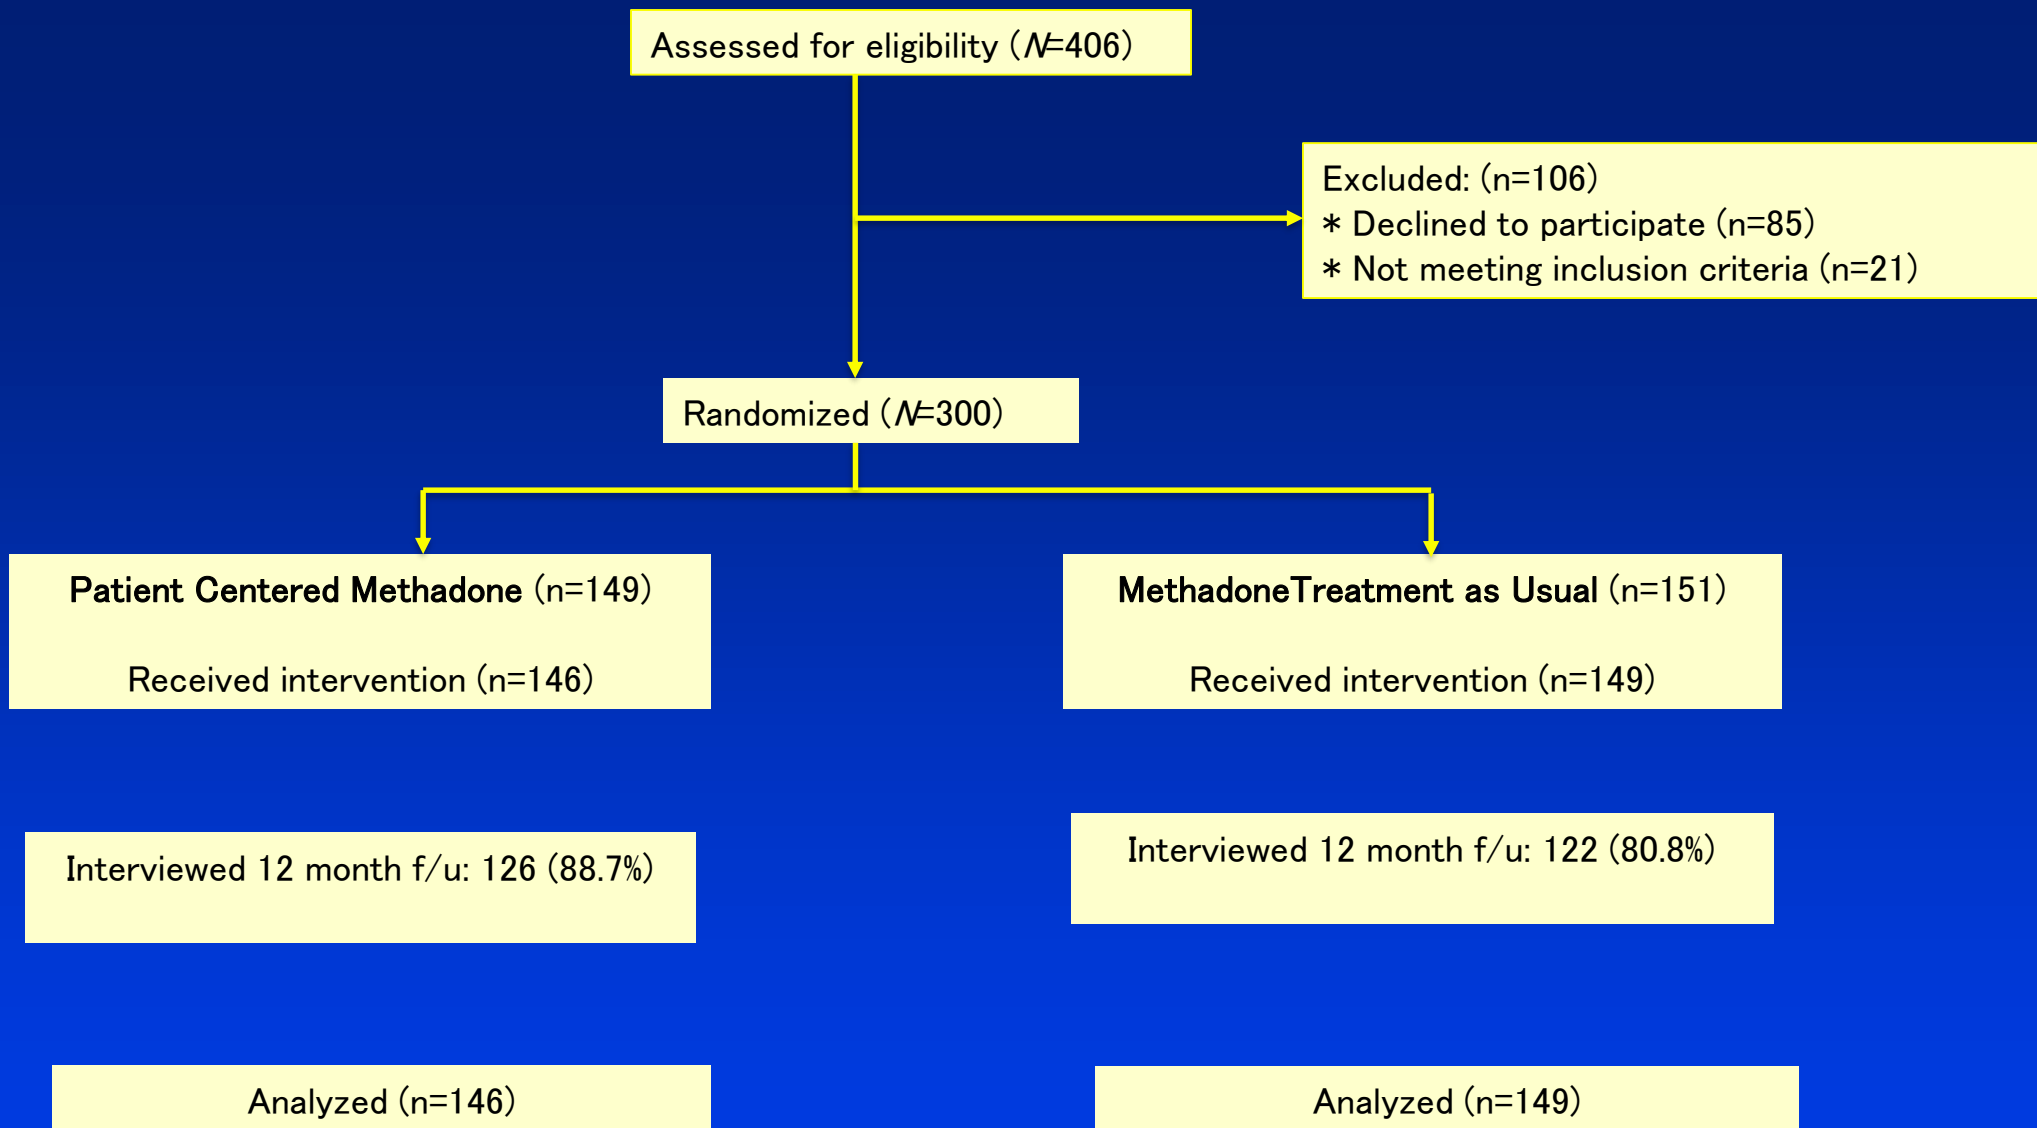 Assessed for eligibility (N=406)
Excluded: (n=106)
* Declined to participate (n=85)
* Not meeting inclusion criteria (n=21)
Randomized (N=300)
Patient Centered Methadone (n=149)
Received intervention (n=146)
MethadoneTreatment as Usual (n=151)
Received intervention (n=149)
Interviewed 12 month f/u: 126 (88.7%)
Interviewed 12 month f/u: 122 (80.8%)
Analyzed (n=146)
Analyzed (n=149)